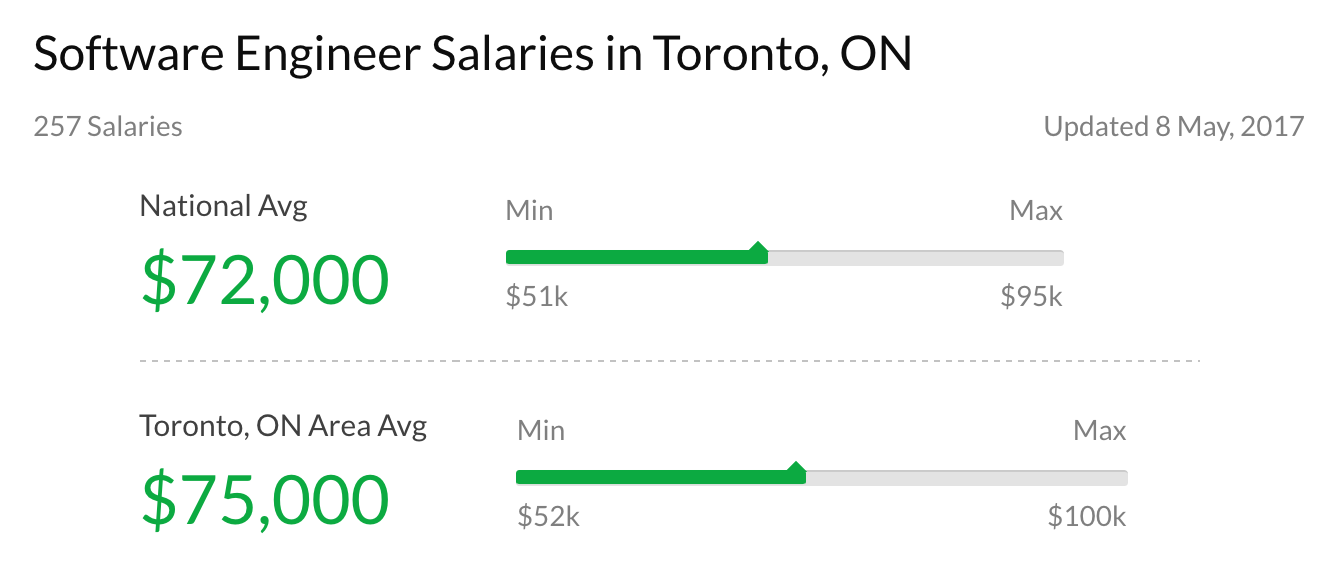 Software Engineer Salaries in Toronto, ON
257 Salaries Updated 8 May, 2017
National Avg Min Max
$72,000
$51k $95k
Toronto, ON Area Avg Min Max
$75,000
$52k $100k